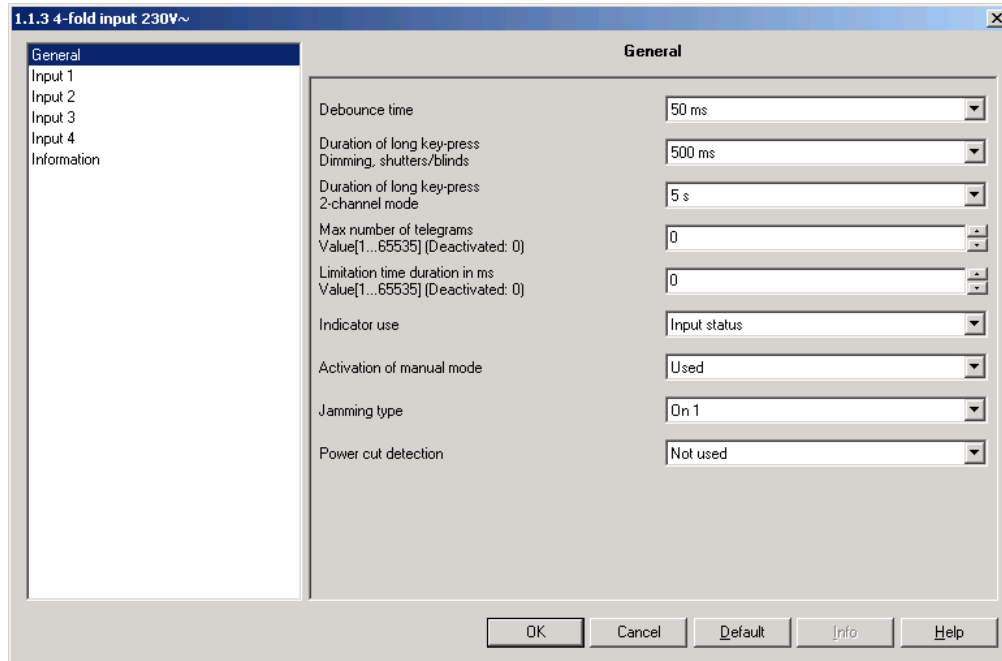 1.1.3 4-fold input 230V~
General
Input 1
Input 2
Input 3
Input 4
Information
General
Debounce time
50 ms
Duration of long key-press
Dimming, shutters/blinds
500 ms
Duration of long key-press
2-channel mode
5 s
Max number of telegrams
Value[1...65535] (Deactivated: 0)
0
Limitation time duration in ms
Value[1...65535] (Deactivated: 0)
0
Indicator use
Input status
Activation of manual mode
Used
Jamming type
On 1
Power cut detection
Not used
OK
Cancel
Default
Info
Help